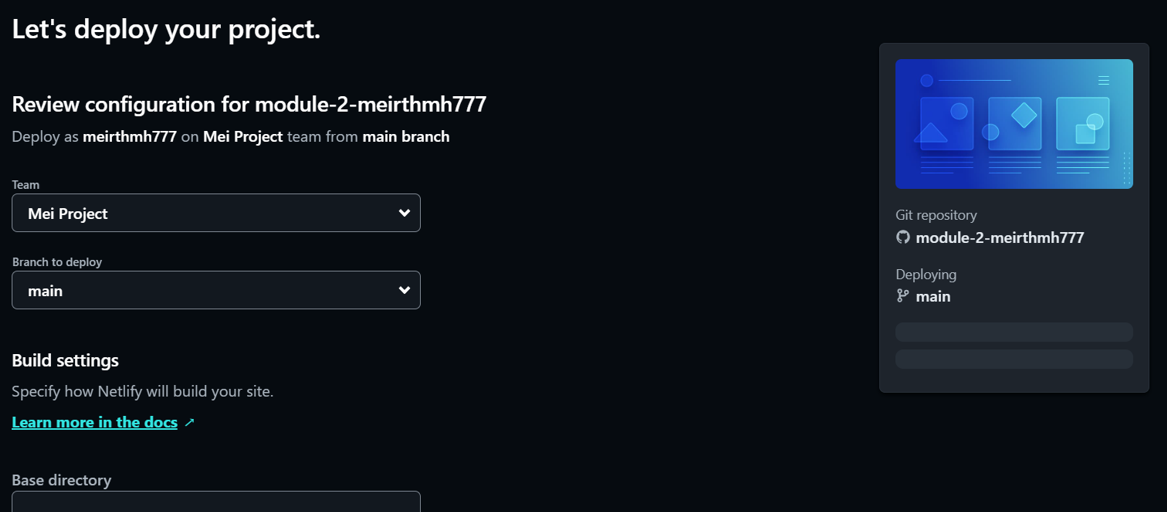 Let's deploy your project.
Review configuration for module-2-meirthmh777
Deploy as meirthmh777 on Mei Project team from main branch
Team
Mei Project
Branch to deploy
main
Build settings
Specify how Netlify will build your site.
Learn more in the docs ↗
Base directory
Git repository
module-2-meirthmh777
Deploying
main